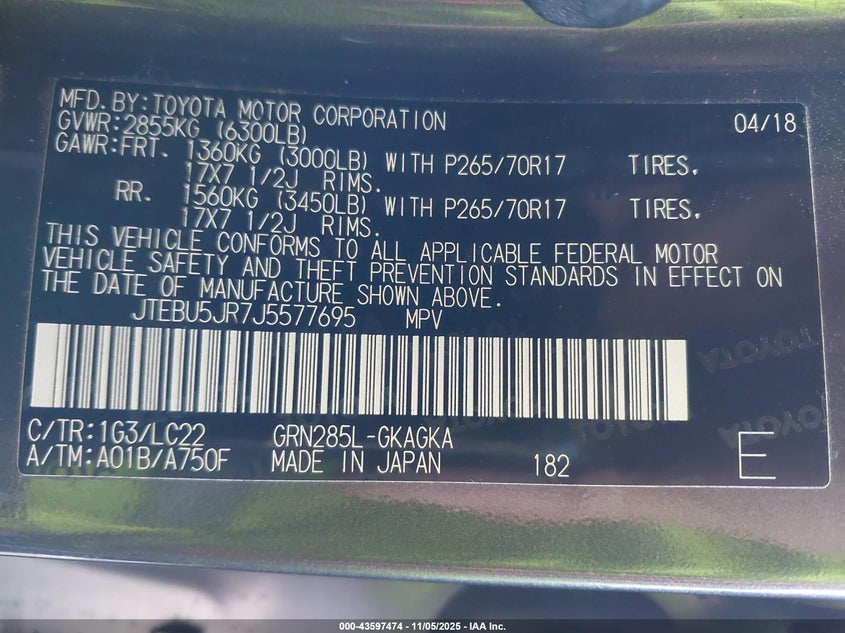 MFD.BY:TOYOTA MOTOR CORPORATION 04/18
GVWR:2855KG (6300LB)
GAWR:FRT. 1360KG (3000LB) WITH P265/70R17 TIRES.
17X7 1/2J RIMS.
RR. 1560KG (3450LB) WITH P265/70R17 TIRES.
17X7 1/2J RIMS.
THIS VEHICLE CONFORMS TO ALL APPLICABLE FEDERAL MOTOR
VEHICLE SAFETY AND THEFT PREVENTION STANDARDS IN EFFECT ON
THE DATE OF MANUFACTURE SHOWN ABOVE.
JTEBU5JR7J5577695 MPV
TOYOTA
TOYOTA
C/TR:1G3/LC22 GRN285L-GKAGKA
A/TM:A01B/A750F MADE IN JAPAN 182 E
000-43597474 | 11/05/2025 — IAA Inc.